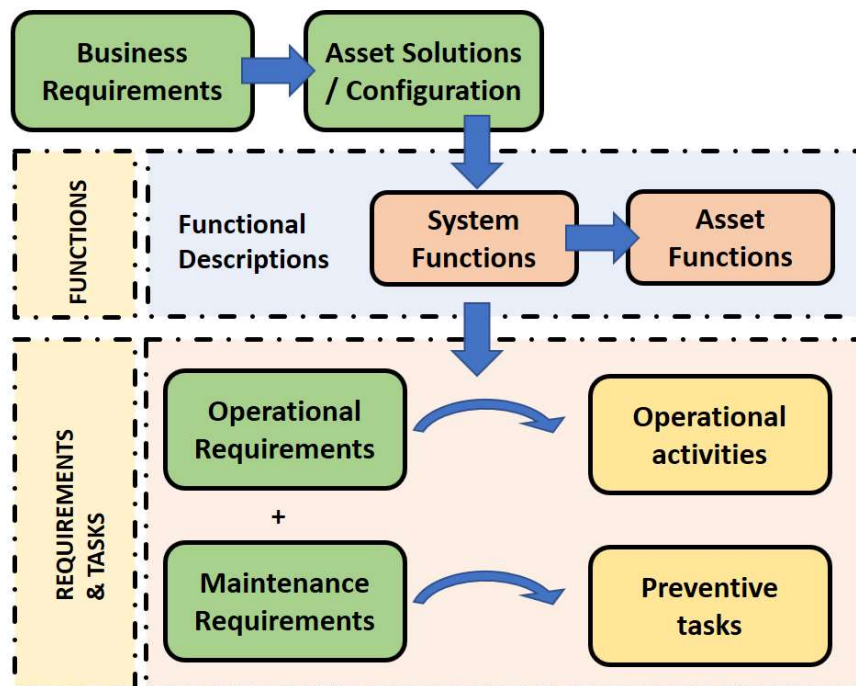 Business
Requirements
Asset Solutions
/ Configuration
FUNCTIONS
Functional
Descriptions
System
Functions
Asset
Functions
REQUIREMENTS
& TASKS
Operational
Requirements
Operational
activities
+
Maintenance
Requirements
Preventive
tasks